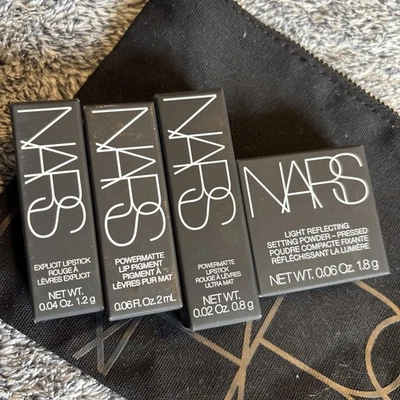 NARS
EXPLICIT LIPSTICK
ROUGE À
LÈVRES EXPLICIT
NET WT.
0.04 Oz. 1.2 g
NARS
POWERMATTE
LIP PIGMENT
PIGMENT À
LÈVRES PUR MAT
0.06 Fl. Oz. 2 mL
NARS
POWERMATTE
LIPSTICK
ROUGE À LÈVRES
ULTRA MAT
NET WT.
0.02 OZ. 0.8 g
NARS
LIGHT REFLECTING
SETTING POWDER – PRESSED
POUDRE COMPACTE FIXANTE
RÉFLÉCHISSANT LA LUMIÈRE
NET WT. 0.06 Oz. 1.8 g